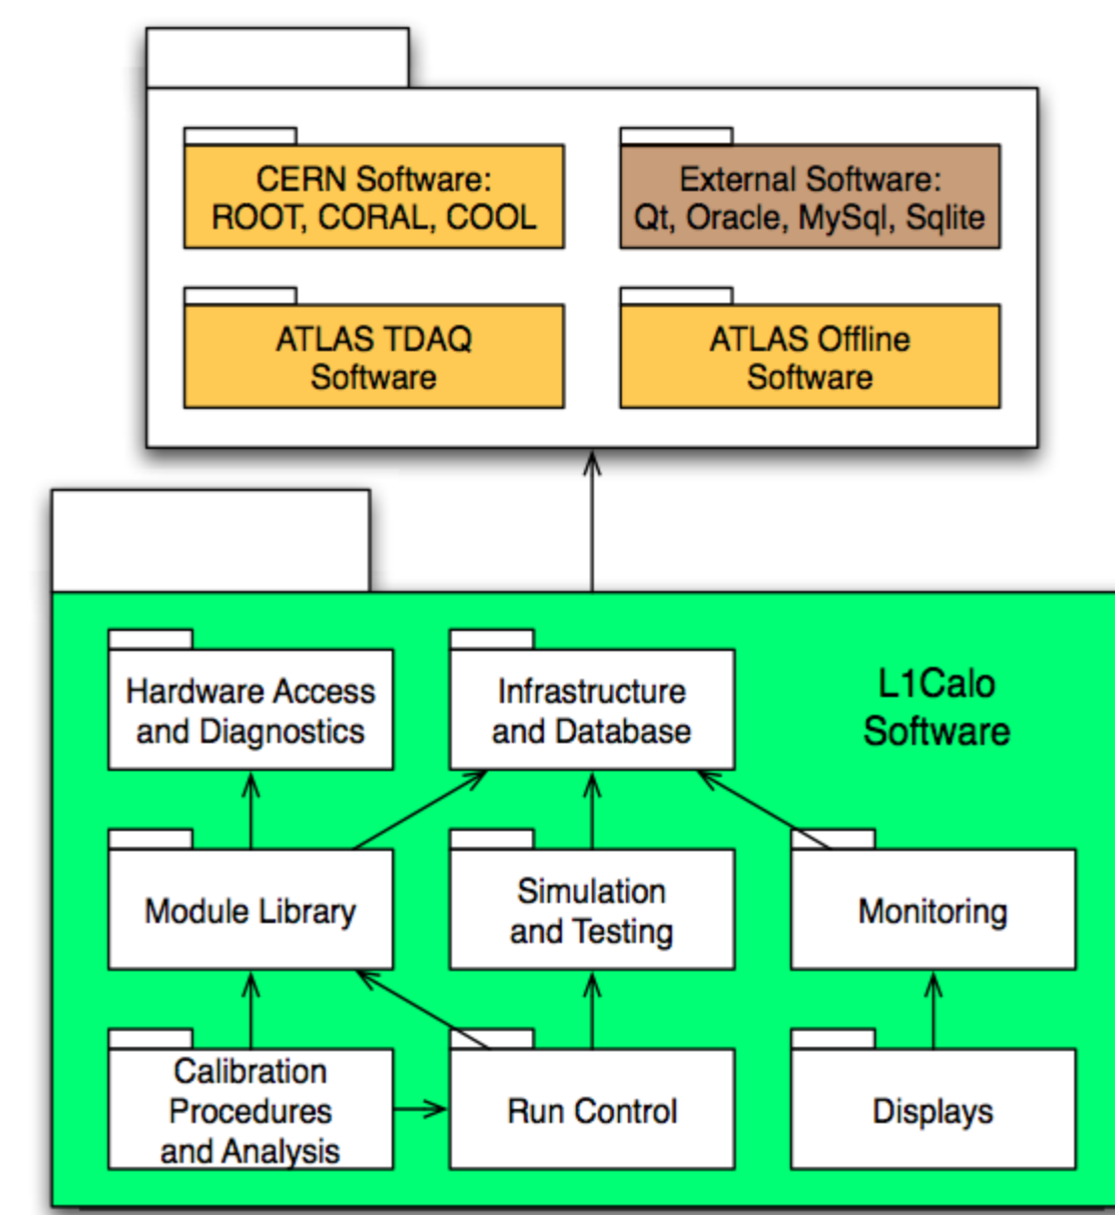 CERN Software:
ROOT, CORAL, COOL
External Software:
Qt, Oracle, MySql, Sqlite
ATLAS TDAQ
Software
ATLAS Offline
Software
Hardware Access
and Diagnostics
Infrastructure
and Database
L1Calo
Software
Module Library
Simulation
and Testing
Monitoring
Calibration
Procedures
and Analysis
Run Control
Displays